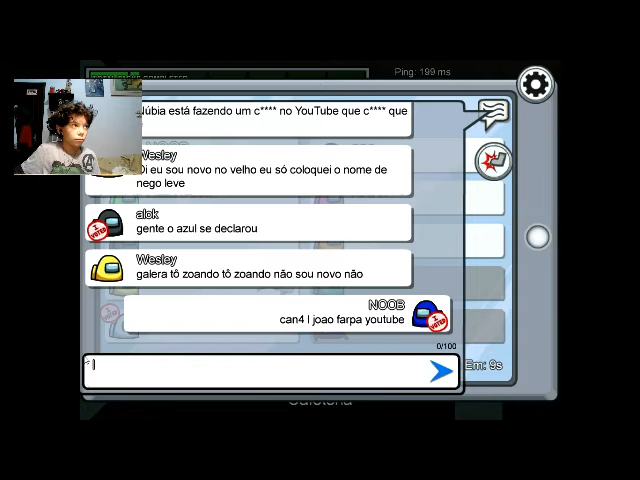 Ping: 199 ms
Núbia está fazendo um c**** no YouTube que c**** que
Wesley
Oi eu sou novo no velho eu só coloquei o nome de
nego leve
alok
gente o azul se declarou
Wesley
galera tô zoando tô zoando não sou novo não
NOOB
can4 l joao farpa youtube
I VOTED
0/100
Em: 9s